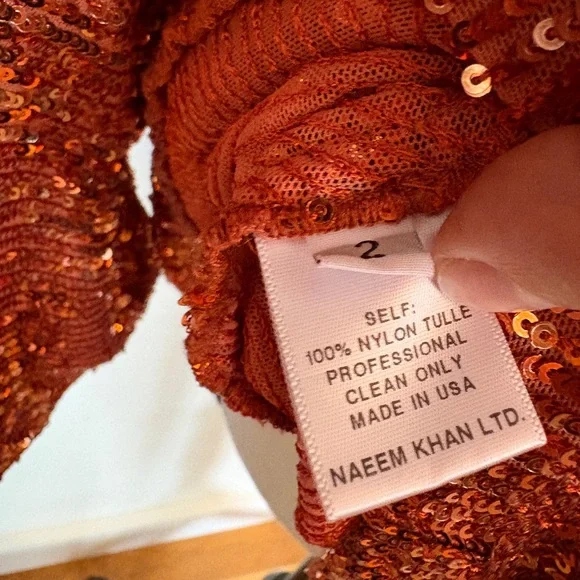 2
SELF:
100% NYLON TULLE
PROFESSIONAL
CLEAN ONLY
MADE IN USA
NAEEM KHAN LTD.